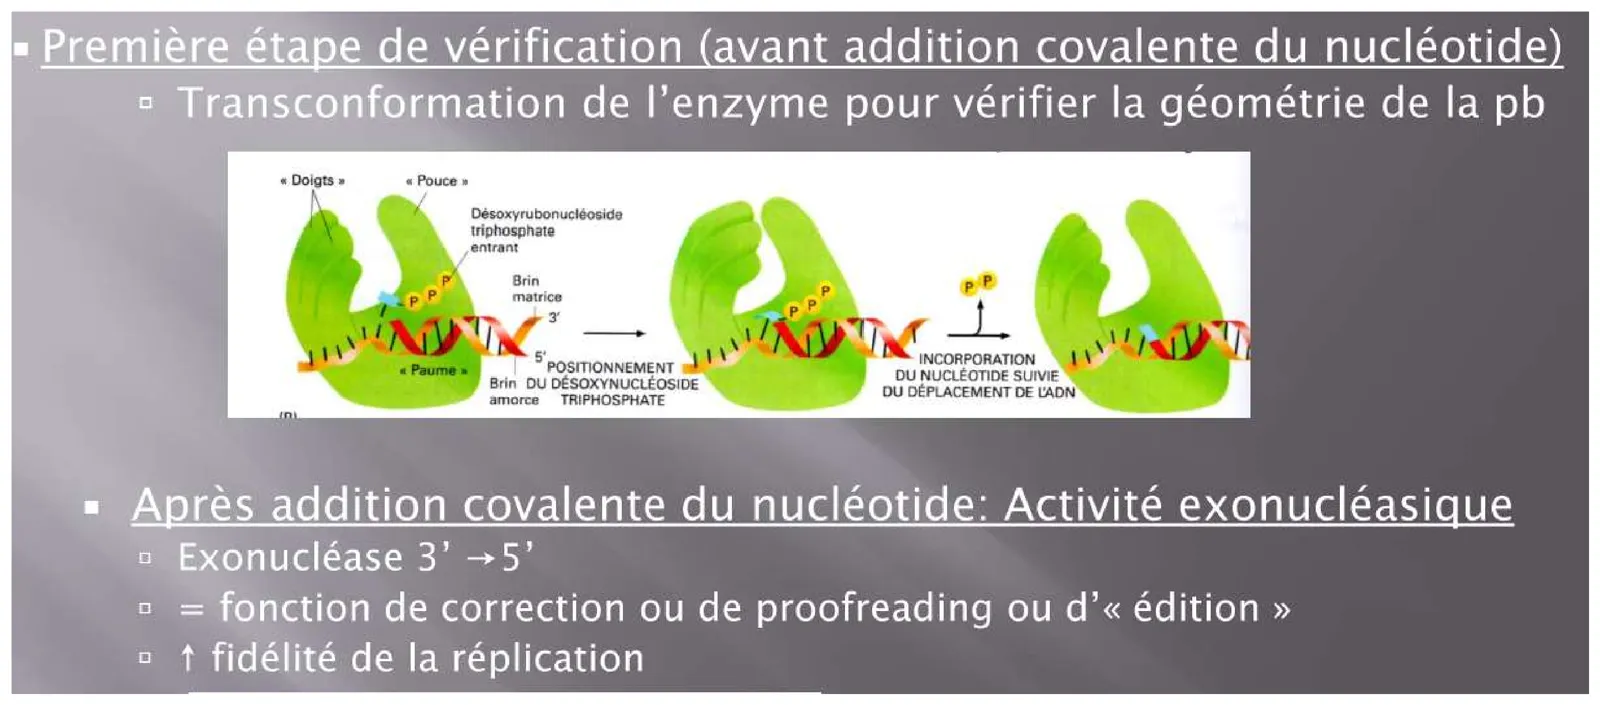 ▪ Première étape de vérification (avant addition covalente du nucléotide)
▫ Transconformation de l’enzyme pour vérifier la géométrie de la pb
« Doigts »
« Pouce »
Désoxyrubonucléoside
triphosphate
entrant
P P P
Brin
matrice
3’
5’
« Paume »
Brin
amorce
POSITIONNEMENT
DU DÉSOXYNUCLÉOSIDE
TRIPHOSPHATE
P P P
P P
INCORPORATION
DU NUCLÉOTIDE SUIVIE
DU DÉPLACEMENT DE L’ADN
▪ Après addition covalente du nucléotide: Activité exonucléasique
▫ Exonucléase 3’ →5’
▫ = fonction de correction ou de proofreading ou d’« édition »
▫ ↑ fidélité de la réplication